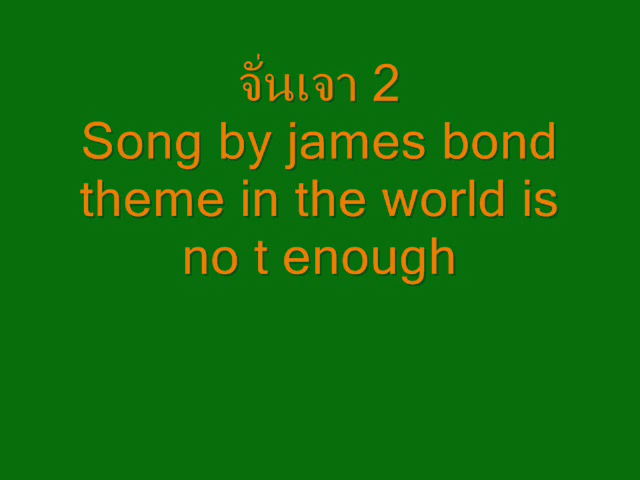 จั่นเจา 2
Song by james bond
theme in the world is
no t enough